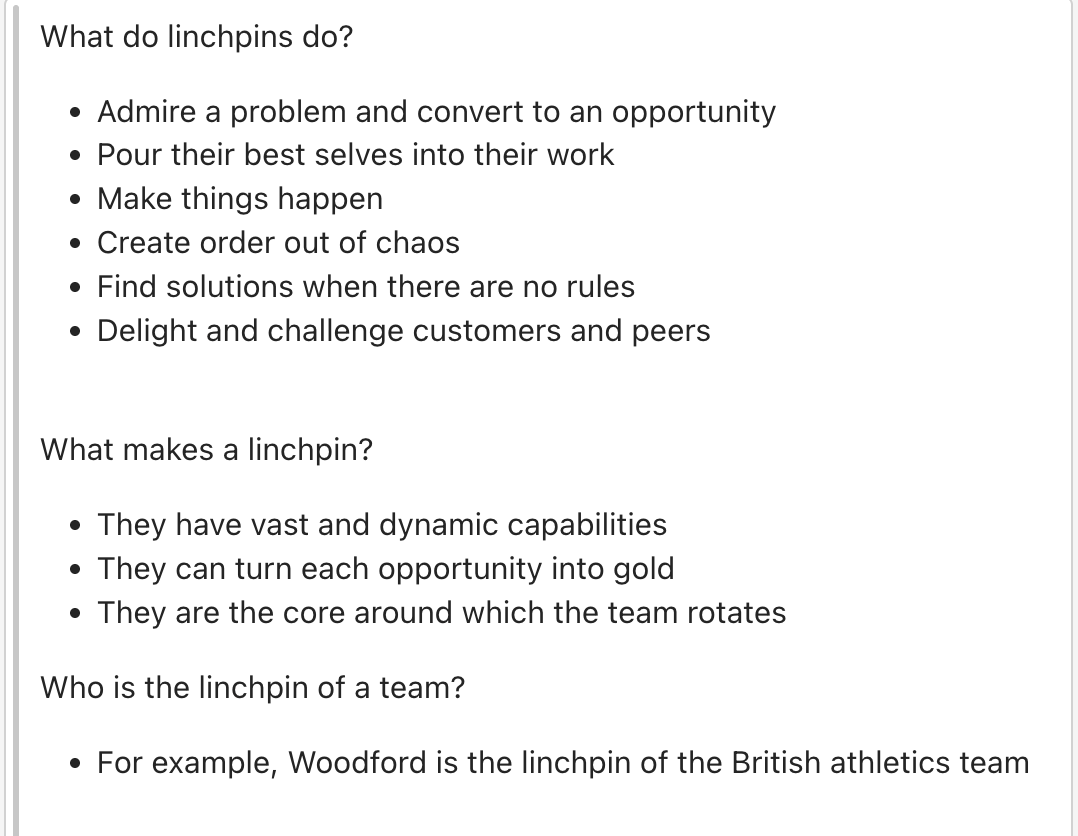 What do linchpins do?
• Admire a problem and convert to an opportunity
• Pour their best selves into their work
• Make things happen
• Create order out of chaos
• Find solutions when there are no rules
• Delight and challenge customers and peers
What makes a linchpin?
• They have vast and dynamic capabilities
• They can turn each opportunity into gold
• They are the core around which the team rotates
Who is the linchpin of a team?
• For example, Woodford is the linchpin of the British athletics team